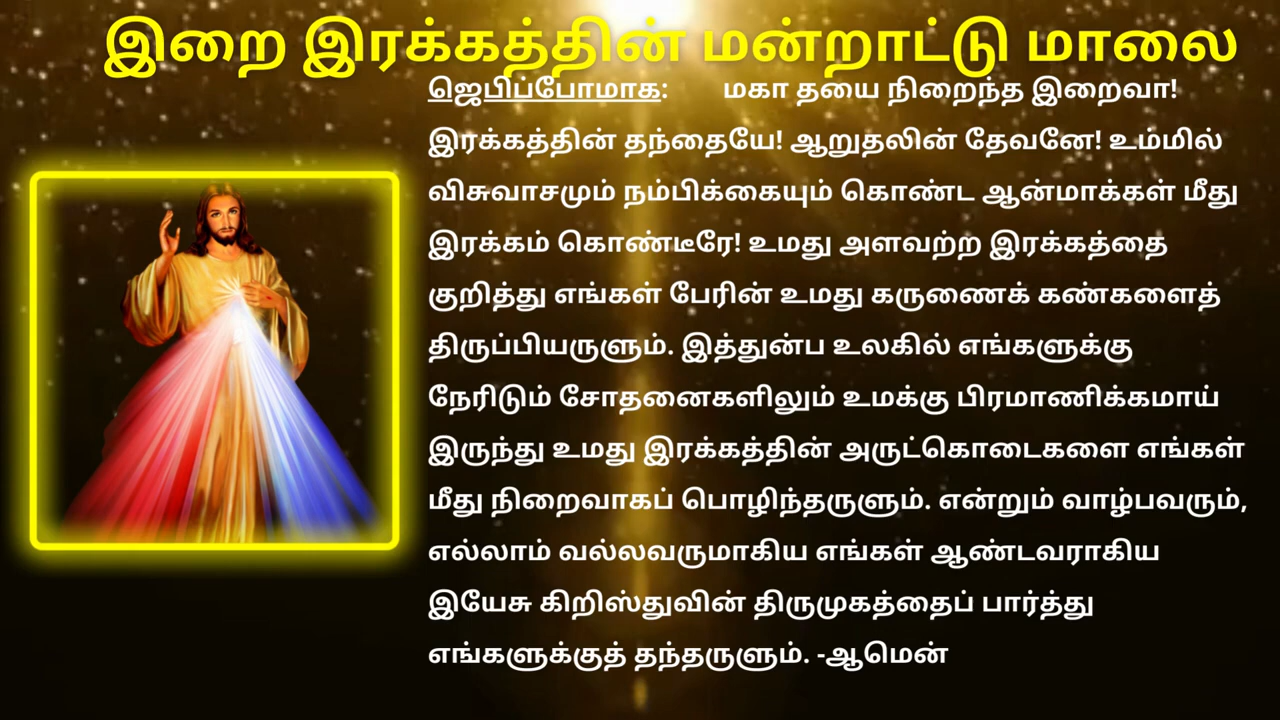 இறை இரக்கத்தின் மன்றாட்டு மாலை
ஜெபிப்போமாக: மகா தயை நிறைந்த இறைவா!
இரக்கத்தின் தந்தையே! ஆறுதலின் தேவனே! உம்மில்
விசுவாசமும் நம்பிக்கையும் கொண்ட ஆன்மாக்கள் மீது
இரக்கம் கொண்டீரே! உமது அளவற்ற இரக்கத்தை
குறித்து எங்கள் பேரின் உமது கருணைக் கண்களைத்
திருப்பியருளும். இத்துன்ப உலகில் எங்களுக்கு
நேரிடும் சோதனைகளிலும் உமக்கு பிரமாணிக்கமாய்
இருந்து உமது இரக்கத்தின் அருட்கொடைகளை எங்கள்
மீது நிறைவாகப் பொழிந்தருளும். என்றும் வாழ்பவரும்,
எல்லாம் வல்லவருமாகிய எங்கள் ஆண்டவராகிய
இயேசு கிறிஸ்துவின் திருமுகத்தைப் பார்த்து
எங்களுக்குத் தந்தருளும். -ஆமென்